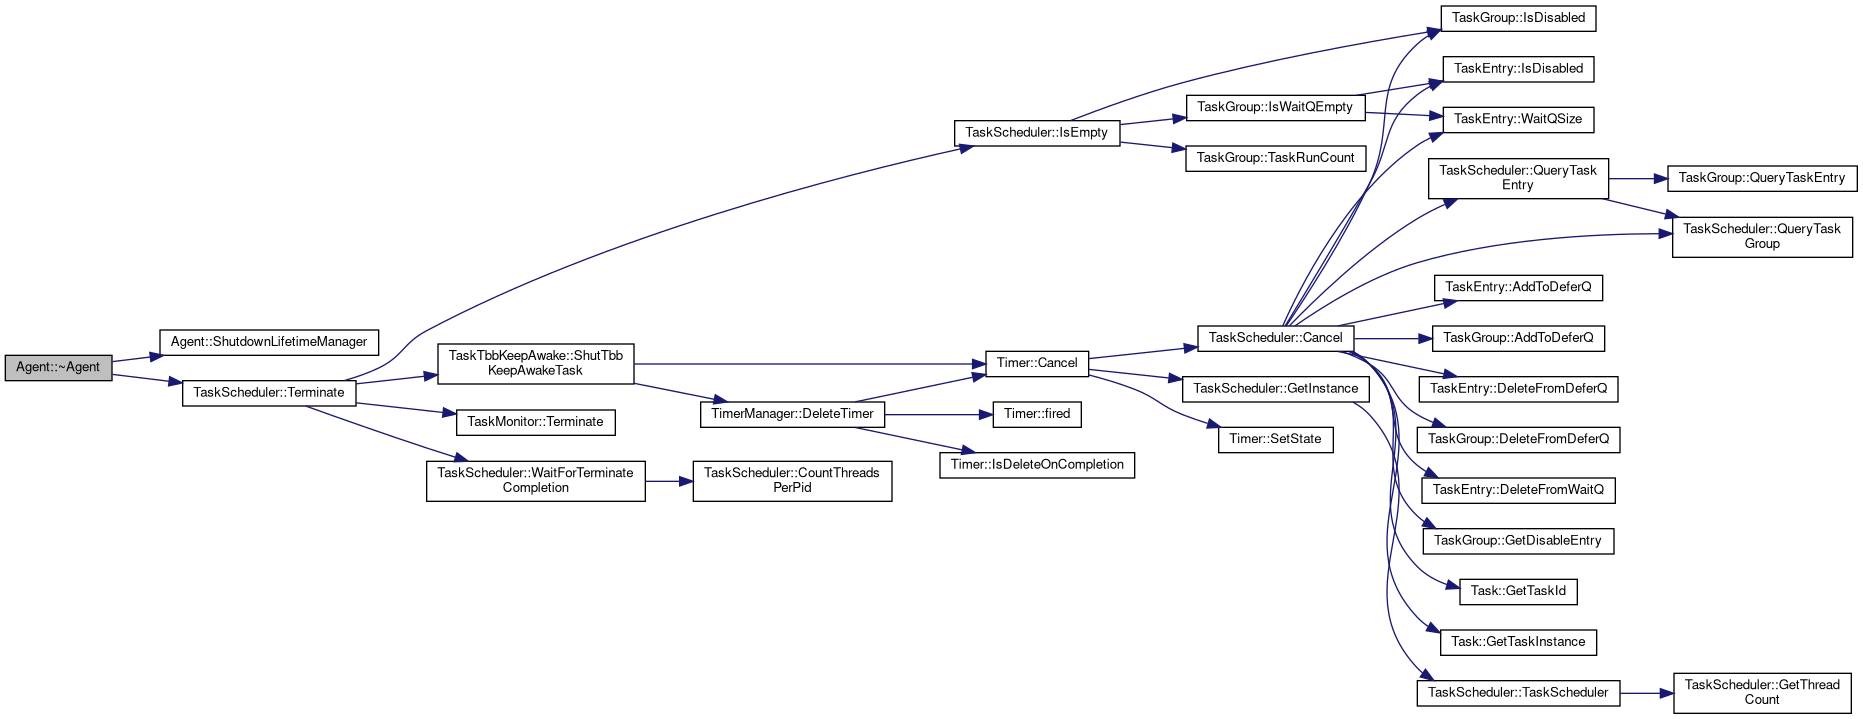 Agent::~Agent
Agent::ShutdownLifetimeManager
TaskScheduler::Terminate
TaskScheduler::IsEmpty
TaskTbbKeepAwake::ShutTbb
KeepAwakeTask
TaskMonitor::Terminate
TaskScheduler::WaitForTerminate
Completion
TaskScheduler::CountThreads
PerPid
TimerManager::DeleteTimer
Timer::Cancel
Timer::fired
Timer::IsDeleteOnCompletion
TaskGroup::IsWaitQEmpty
TaskGroup::TaskRunCount
TaskScheduler::Cancel
TaskScheduler::GetInstance
Timer::SetState
TaskGroup::IsDisabled
TaskEntry::IsDisabled
TaskEntry::WaitQSize
TaskScheduler::QueryTask
Entry
TaskGroup::QueryTaskEntry
TaskScheduler::QueryTask
Group
TaskEntry::AddToDeferQ
TaskGroup::AddToDeferQ
TaskEntry::DeleteFromDeferQ
TaskGroup::DeleteFromDeferQ
TaskEntry::DeleteFromWaitQ
TaskGroup::GetDisableEntry
Task::GetTaskId
Task::GetTaskInstance
TaskScheduler::TaskScheduler
TaskScheduler::GetThread
Count